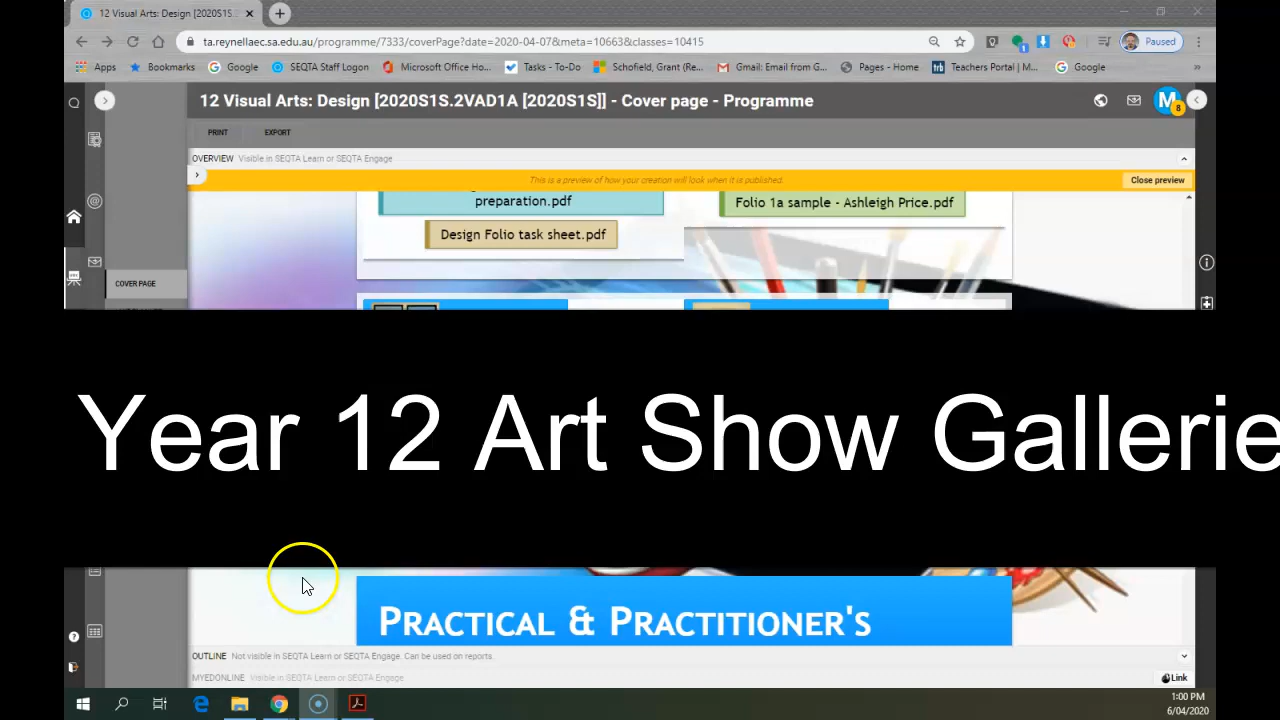 12 Visual Arts: Design [2020S1S.
ta.reynellaec.sa.edu.au/programme/7333/coverPage?date=2020-04-07&meta=10663&classes=10415
Paused
Apps Bookmarks Google SEQTA Staff Logon Microsoft Office Ho... Tasks - To-Do Schofield, Grant (Re... Gmail: Email from G... Pages - Home Teachers Portal | M... Google
12 Visual Arts: Design [2020S1S.2VAD1A [2020S1S]] - Cover page - Programme
M 8
PRINT EXPORT
OVERVIEW Visible in SEQTA Learn or SEQTA Engage
This is a preview of how your creation will look when it is published.
Close preview
preparation.pdf
Folio 1a sample - Ashleigh Price.pdf
Design Folio task sheet.pdf
COVER PAGE
Year 12 Art Show Gallerie
PRACTICAL & PRACTITIONER'S
OUTLINE Not visible in SEQTA Learn or SEQTA Engage. Can be used on reports.
MYEDONLINE Visible in SEQTA Learn or SEQTA Engage
Link
1:00 PM
6/04/2020